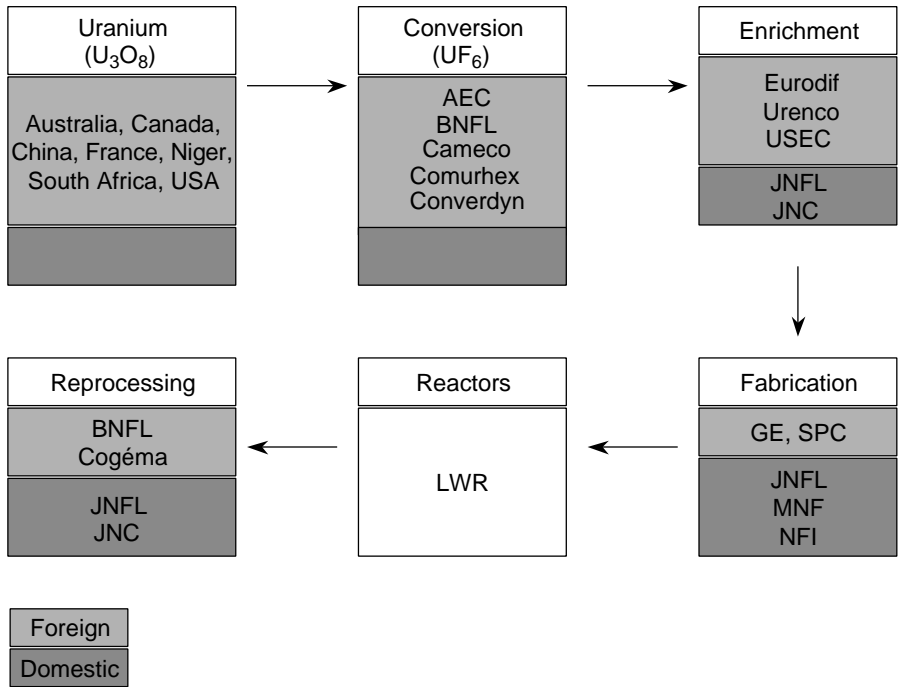 Uranium
(U3O8)
Australia, Canada,
China, France, Niger,
South Africa, USA
Conversion
(UF6)
AEC
BNFL
Cameco
Comurhex
Converdyn
Enrichment
Eurodif
Urenco
USEC
JNFL
JNC
Fabrication
GE, SPC
JNFL
MNF
NFI
Reactors
LWR
Reprocessing
BNFL
Cogéma
JNFL
JNC
Foreign
Domestic